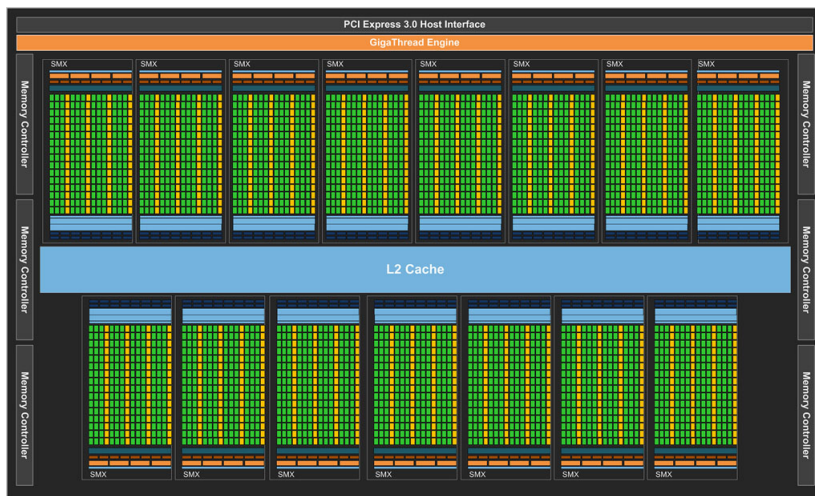 PCI Express 3.0 Host Interface
GigaThread Engine
SMX SMX SMX SMX SMX SMX SMX SMX
Memory Controller Memory Controller
Memory Controller Memory Controller
L2 Cache
Memory Controller Memory Controller
SMX SMX SMX SMX SMX SMX SMX